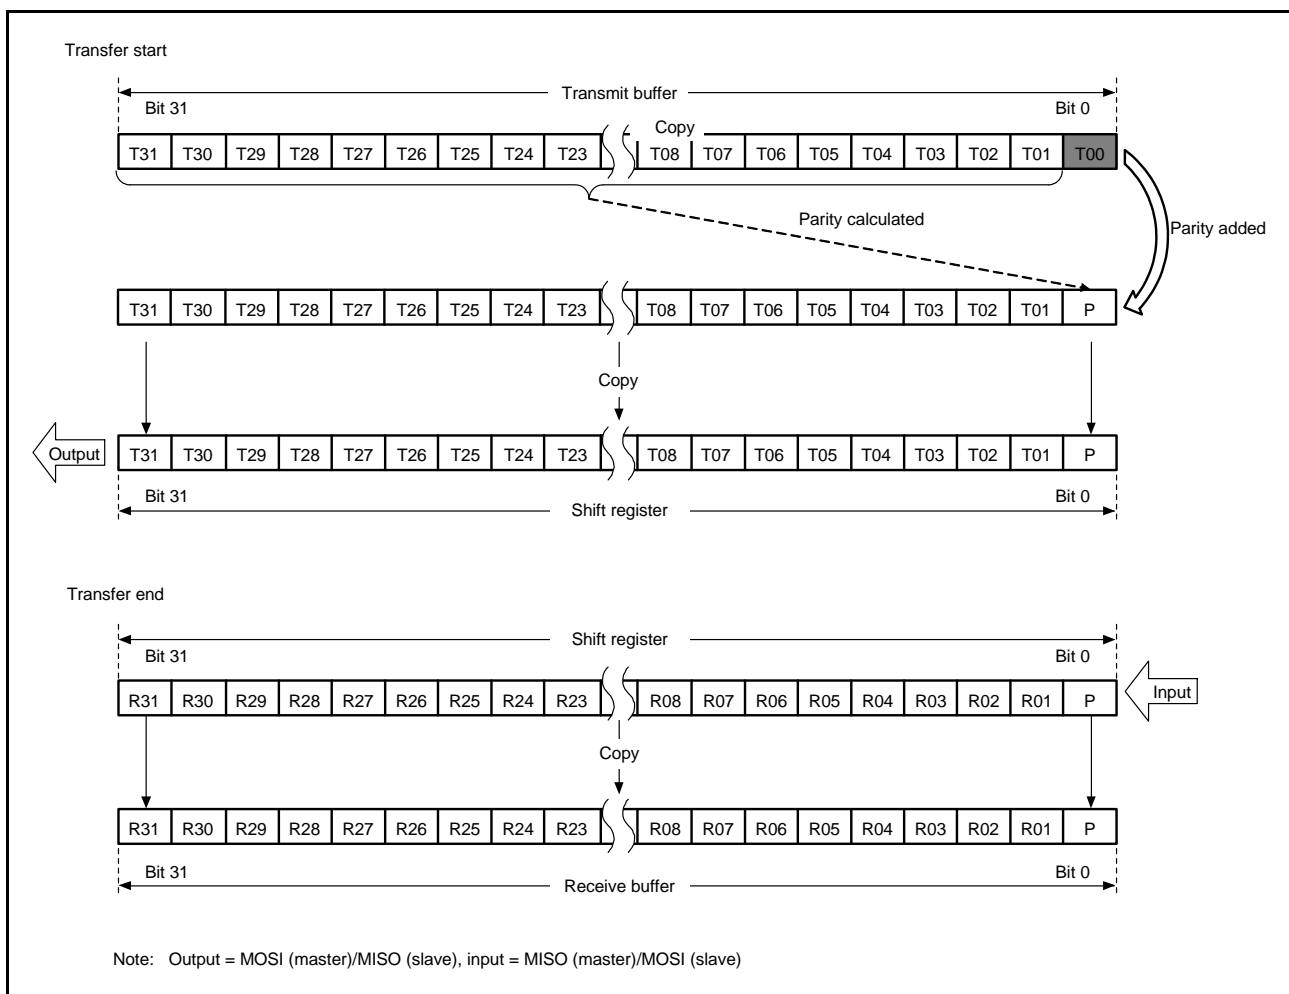 Transfer start
Transmit buffer
Bit 31 Bit 0
Copy
T31 T30 T29 T28 T27 T26 T25 T24 T23 T08 T07 T06 T05 T04 T03 T02 T01 T00
Parity calculated
Parity added
T31 T30 T29 T28 T27 T26 T25 T24 T23 T08 T07 T06 T05 T04 T03 T02 T01 P
Copy
Output
T31 T30 T29 T28 T27 T26 T25 T24 T23 T08 T07 T06 T05 T04 T03 T02 T01 P
Bit 31 Bit 0
Shift register
Transfer end
Shift register
Bit 31 Bit 0
R31 R30 R29 R28 R27 R26 R25 R24 R23 R08 R07 R06 R05 R04 R03 R02 R01 P
Input
Copy
R31 R30 R29 R28 R27 R26 R25 R24 R23 R08 R07 R06 R05 R04 R03 R02 R01 P
Bit 31 Bit 0
Receive buffer
Note: Output = MOSI (master)/MISO (slave), input = MISO (master)/MOSI (slave)